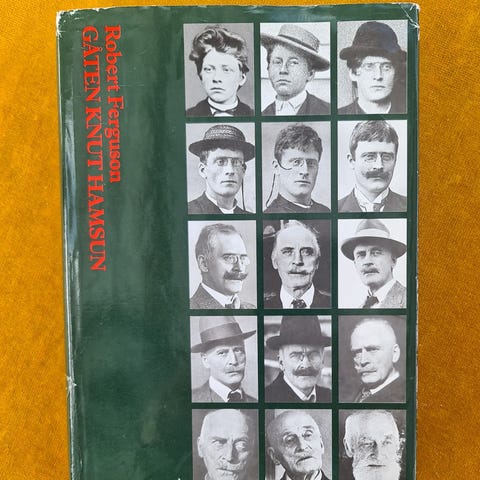 Robert Ferguson
GÅTEN KNUT HAMSUN